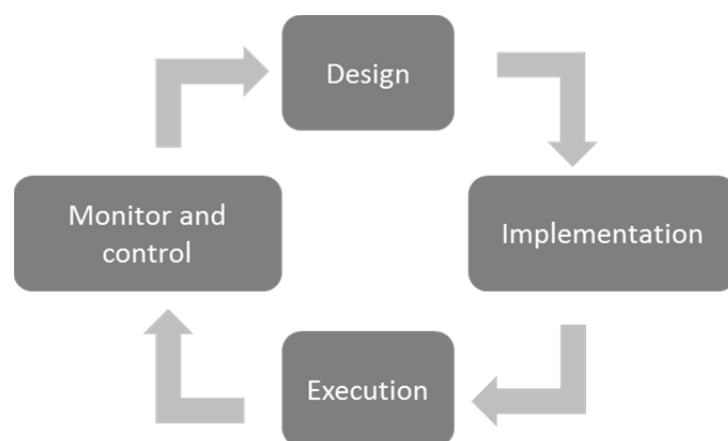 Design
Monitor and
control
Implementation
Execution